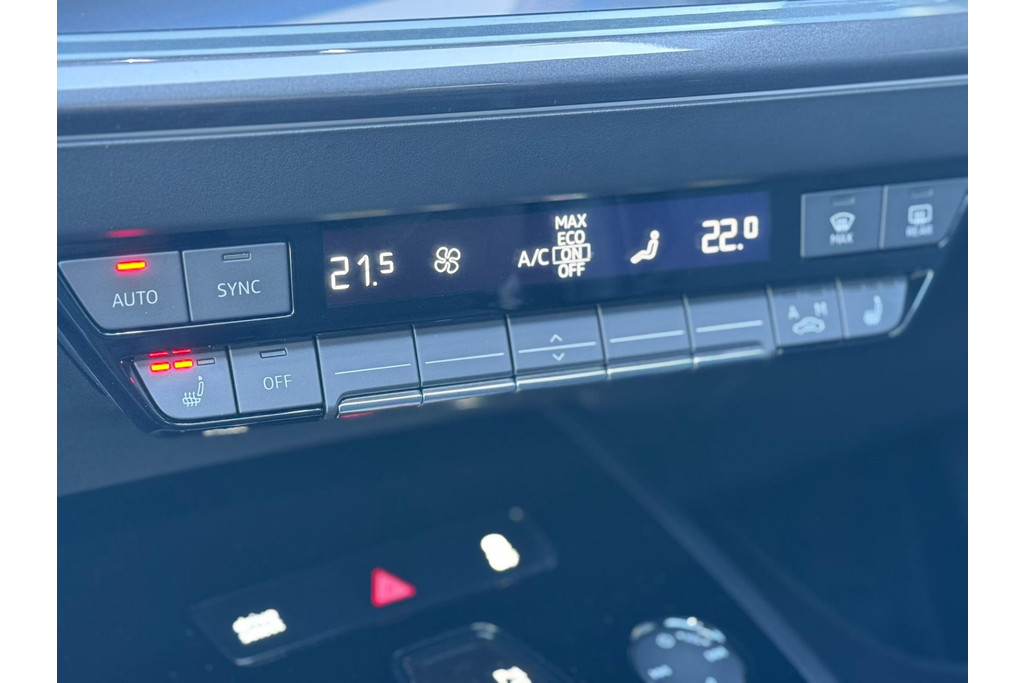 21.5
A/C
MAX
ECO
ON
OFF
22.0
MAX
REAR
AUTO
SYNC
A M
OFF